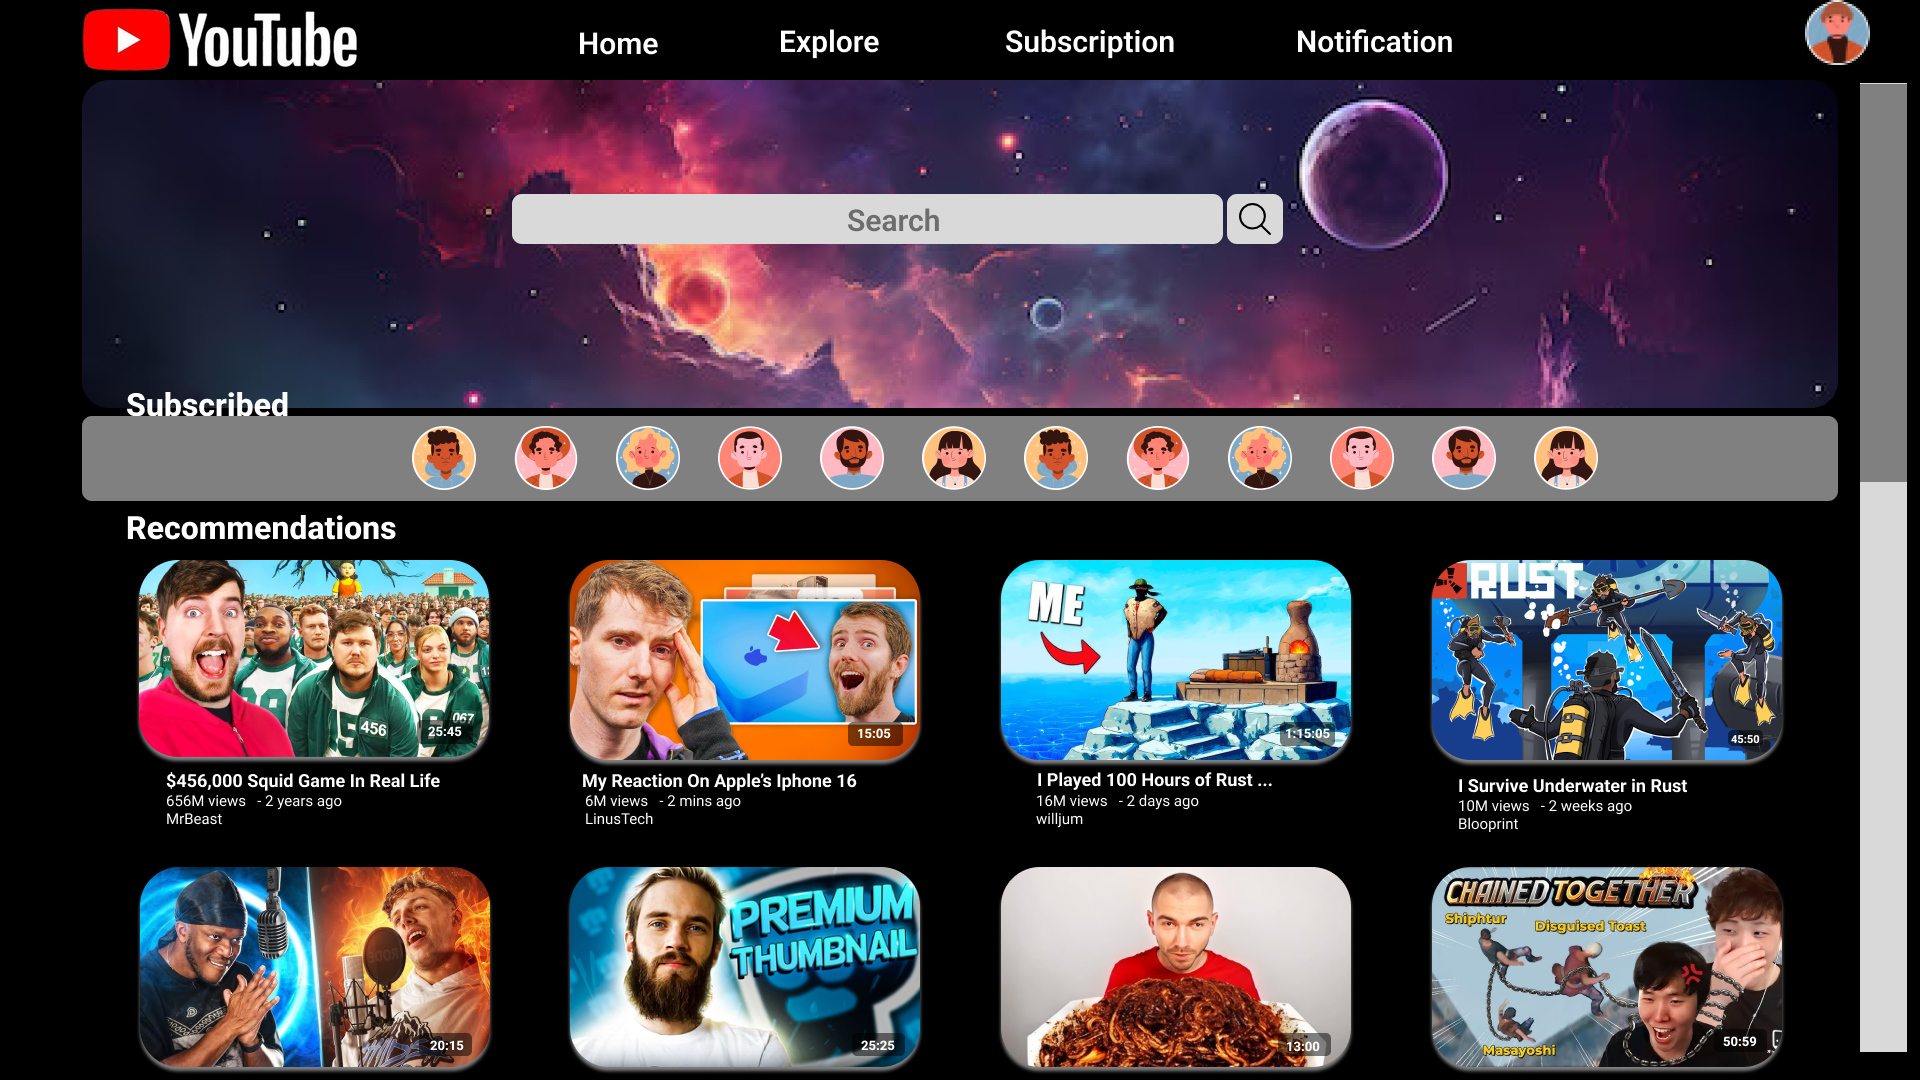 YouTube
Home
Explore
Subscription
Notification
Search
Subscribed
Recommendations
456
067
25:45
15:05
ME
1:15:05
RUST
45:50
$456,000 Squid Game In Real Life
656M views - 2 years ago
MrBeast
My Reaction On Apple's Iphone 16
6M views - 2 mins ago
LinusTech
I Played 100 Hours of Rust ...
16M views - 2 days ago
willjum
I Survive Underwater in Rust
10M views - 2 weeks ago
Blooprint
20:15
PREMIUM
THUMBNAIL
25:25
13:00
CHAINED TOGETHER
Shiphtur
Disguised Toast
Masayoshi
50:59